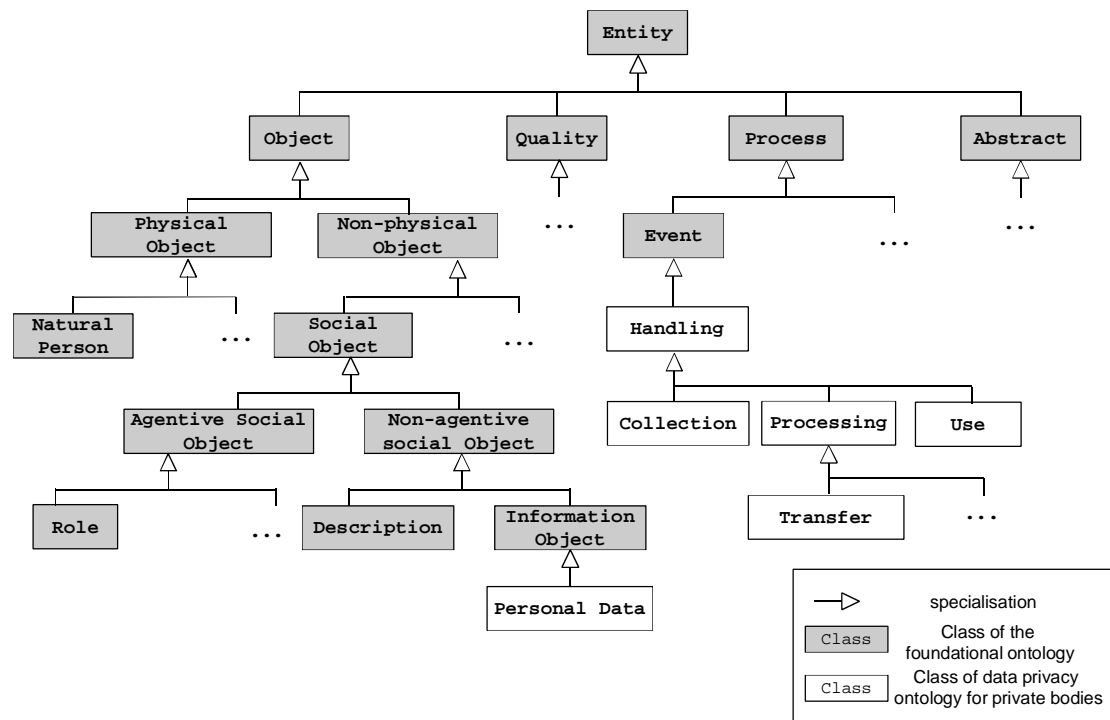 Entity
Object
Quality
Process
Abstract
Physical
Object
Non-physical
Object
...
Event
...
...
Natural
Person
...
Social
Object
...
Handling
Agentive Social
Object
Non-agentive
social Object
Collection
Processing
Use
Role
...
Description
Information
Object
Transfer
...
Personal Data
specialisation
Class
Class of the
foundational ontology
Class
Class of data privacy
ontology for private bodies